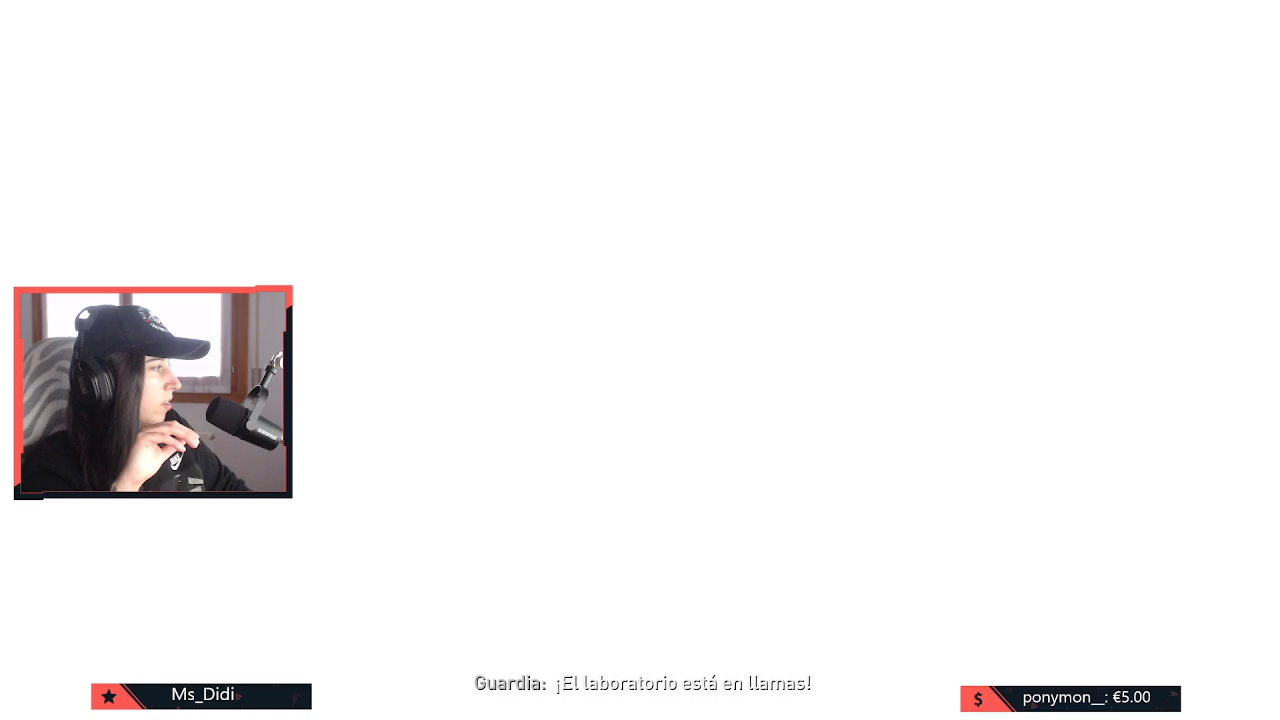 Ms_Didi
Guardia: ¡El laboratorio está en llamas!
$ ponymon__: €5.00